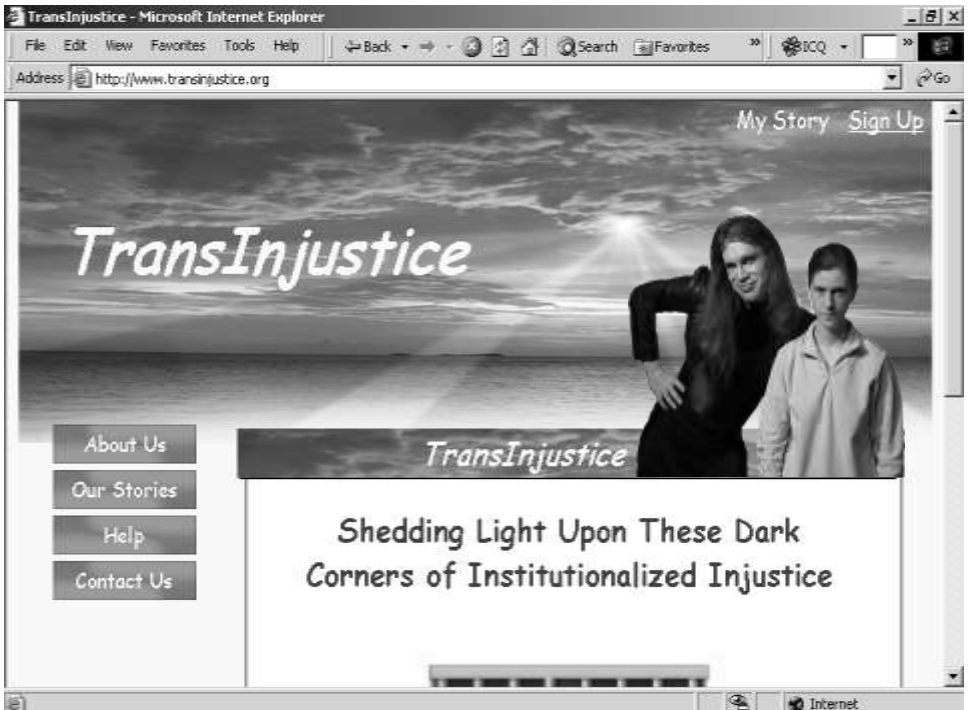 TransInjustice - Microsoft Internet Explorer
File Edit View Favorites Tools Help Back Search Favorites » ICQ »
Address http://www.transinjustice.org Go
My Story Sign Up
TransInjustice
About Us
TransInjustice
Our Stories
Help
Contact Us
Shedding Light Upon These Dark
Corners of Institutionalized Injustice
Internet